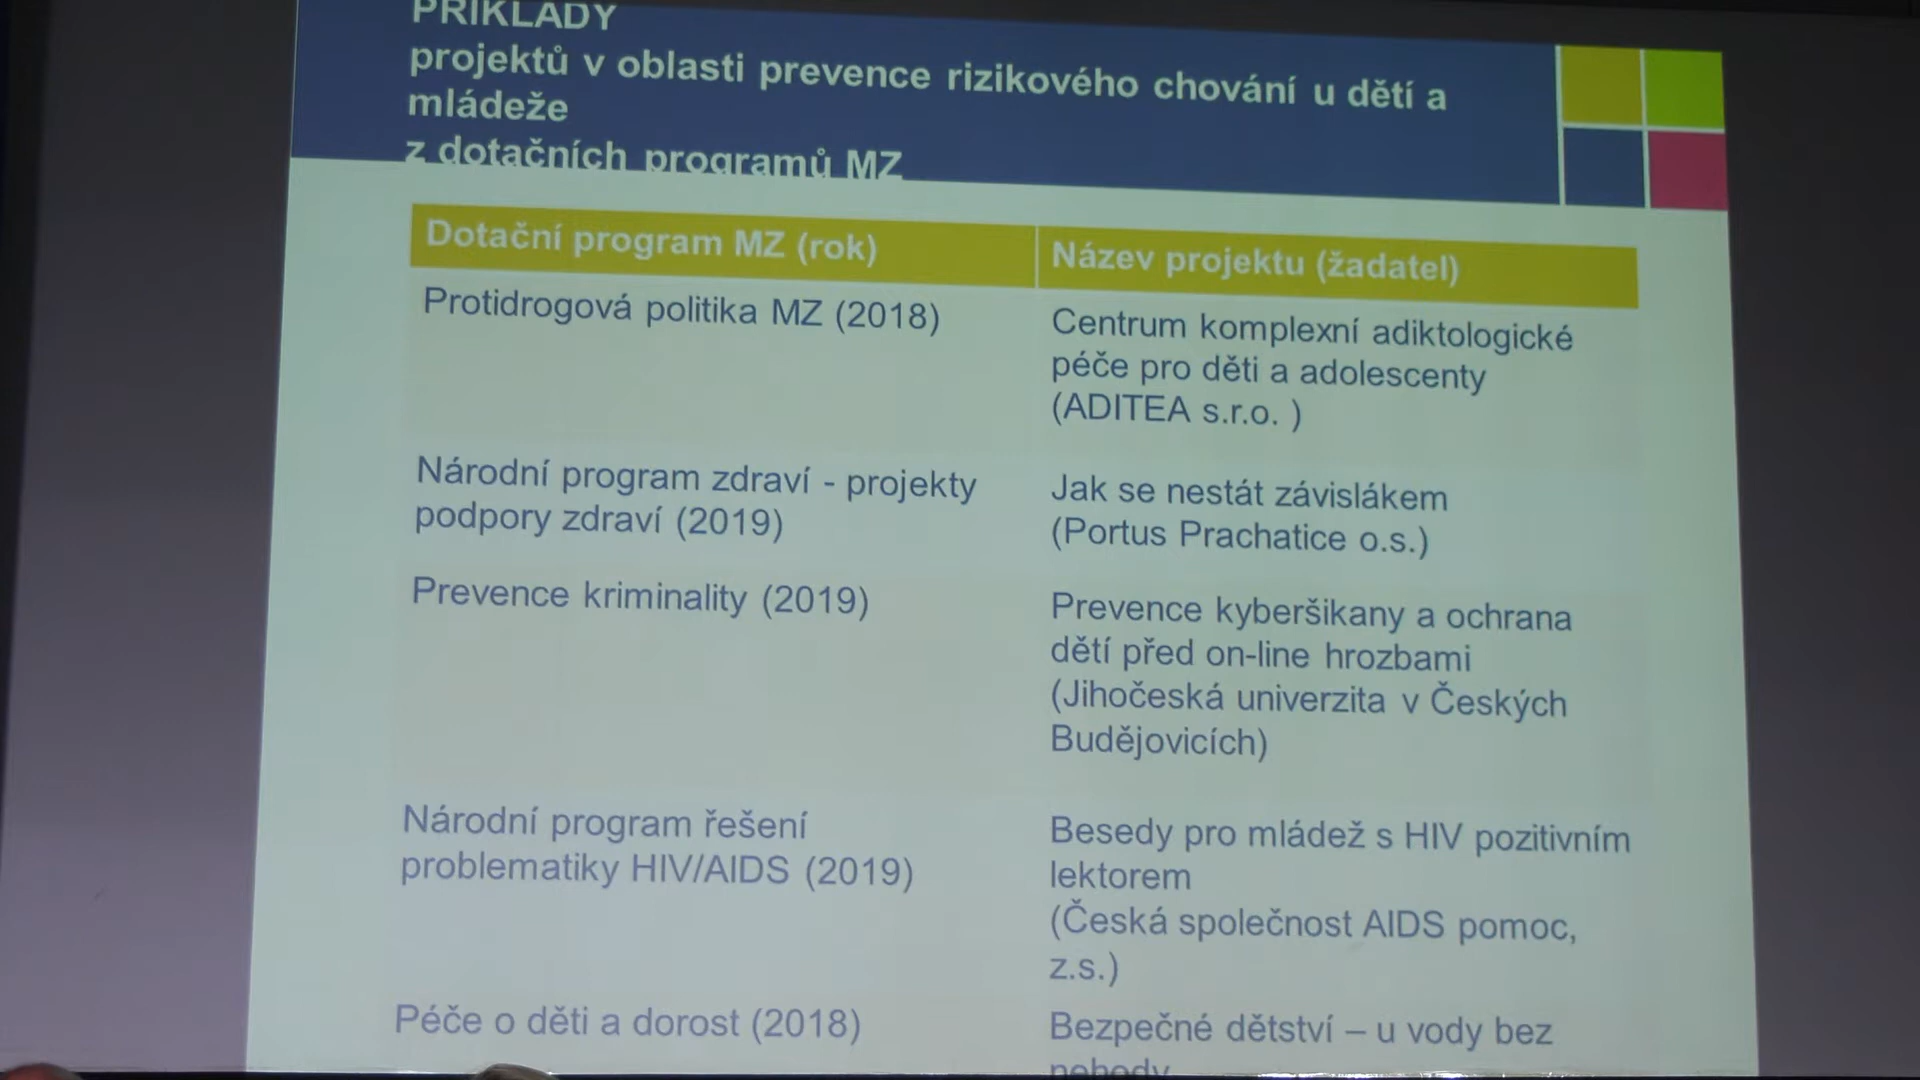 PŘÍKLADY
projektů v oblasti prevence rizikového chování u dětí a
mládeže
z dotačních programů MZ
Dotační program MZ (rok)
Název projektu (žadatel)
Protidrogová politika MZ (2018)
Centrum komplexní adiktologické
péče pro děti a adolescenty
(ADITEA s.r.o. )
Národní program zdraví - projekty
podpory zdraví (2019)
Jak se nestát závislákem
(Portus Prachatice o.s.)
Prevence kriminality (2019)
Prevence kyberšikany a ochrana
dětí před on-line hrozbami
(Jihočeská univerzita v Českých
Budějovicích)
Národní program řešení
problematiky HIV/AIDS (2019)
Besedy pro mládež s HIV pozitivním
lektorem
(Česká společnost AIDS pomoc,
z.s.)
Péče o děti a dorost (2018)
Bezpečné dětství – u vody bez
nehody